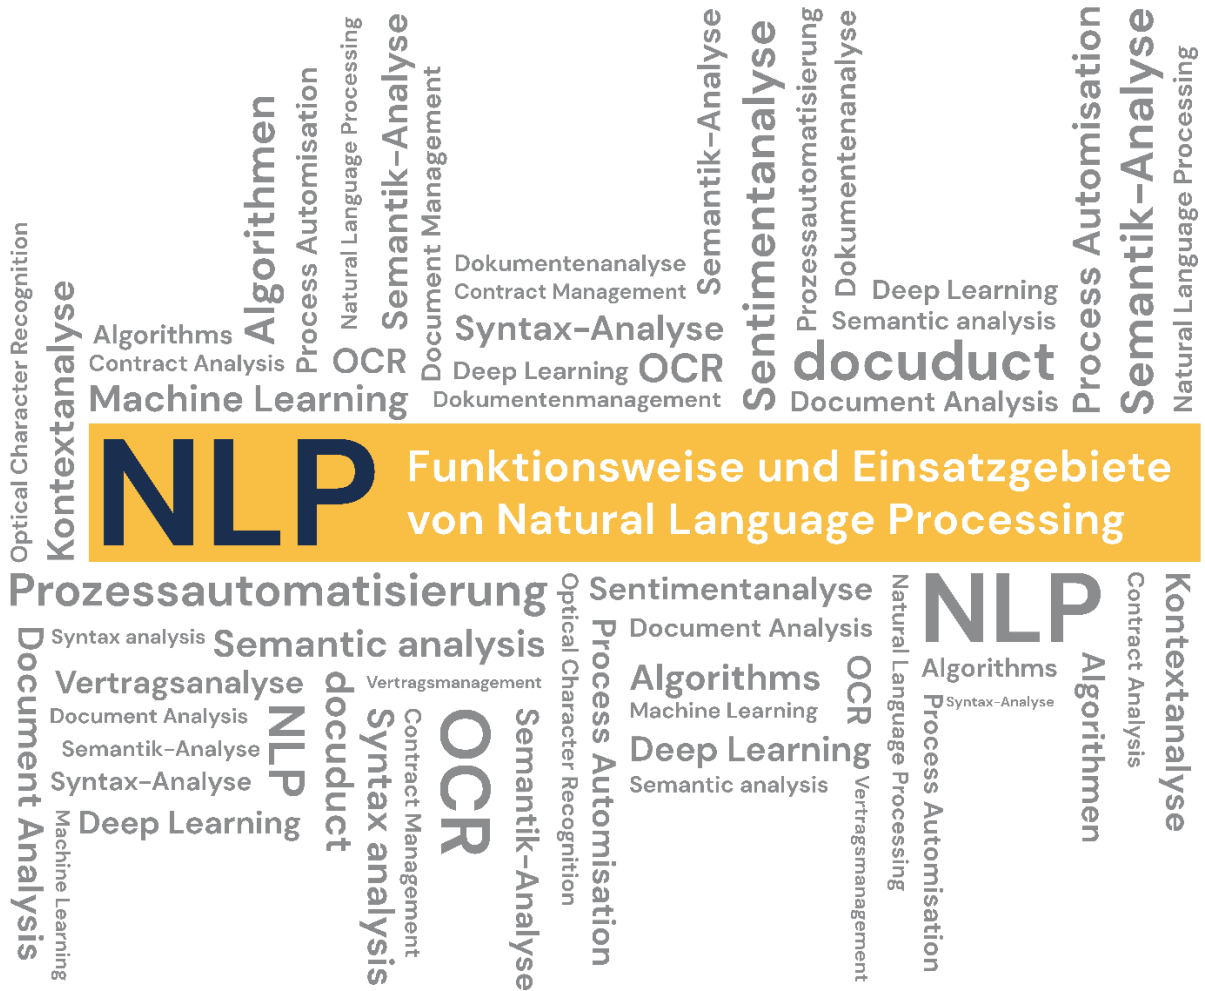 Optical Character Recognition
Kontextanalyse
Algorithms
Contract Analysis
Machine Learning
Algorithmen
Process Automisation
Natural Language Processing
OCR
Semantik-Analyse
Document Management
Dokumentenanalyse
Contract Management
Syntax-Analyse
Deep Learning
OCR
Dokumentenmanagement
Semantik-Analyse
Sentimentanalyse
Prozessautomatisierung
Dokumentenanalyse
Deep Learning
Semantic analysis
docuduct
Document Analysis
Process Automisation
Semantik-Analyse
Natural Language Processing
NLP
Funktionsweise und Einsatzgebiete
von Natural Language Processing
Prozessautomatisierung
Document Analysis
Syntax analysis
Semantic analysis
Vertragsanalyse
Document Analysis
Semantik-Analyse
Syntax-Analyse
NLP
Machine Learning
Deep Learning
docuduct
Vertragsmanagement
Syntax analysis
Contract Management
OCR
Semantik-Analyse
Optical Character Recognition
Process Automisation
Sentimentanalyse
Document Analysis
Algorithms
Machine Learning
Deep Learning
Semantic analysis
OCR
Vertragsmanagement
Natural Language Processing
NLP
Algorithms
Syntax-Analyse
Process Automisation
Algorithmen
Contract Analysis
Kontextanalyse